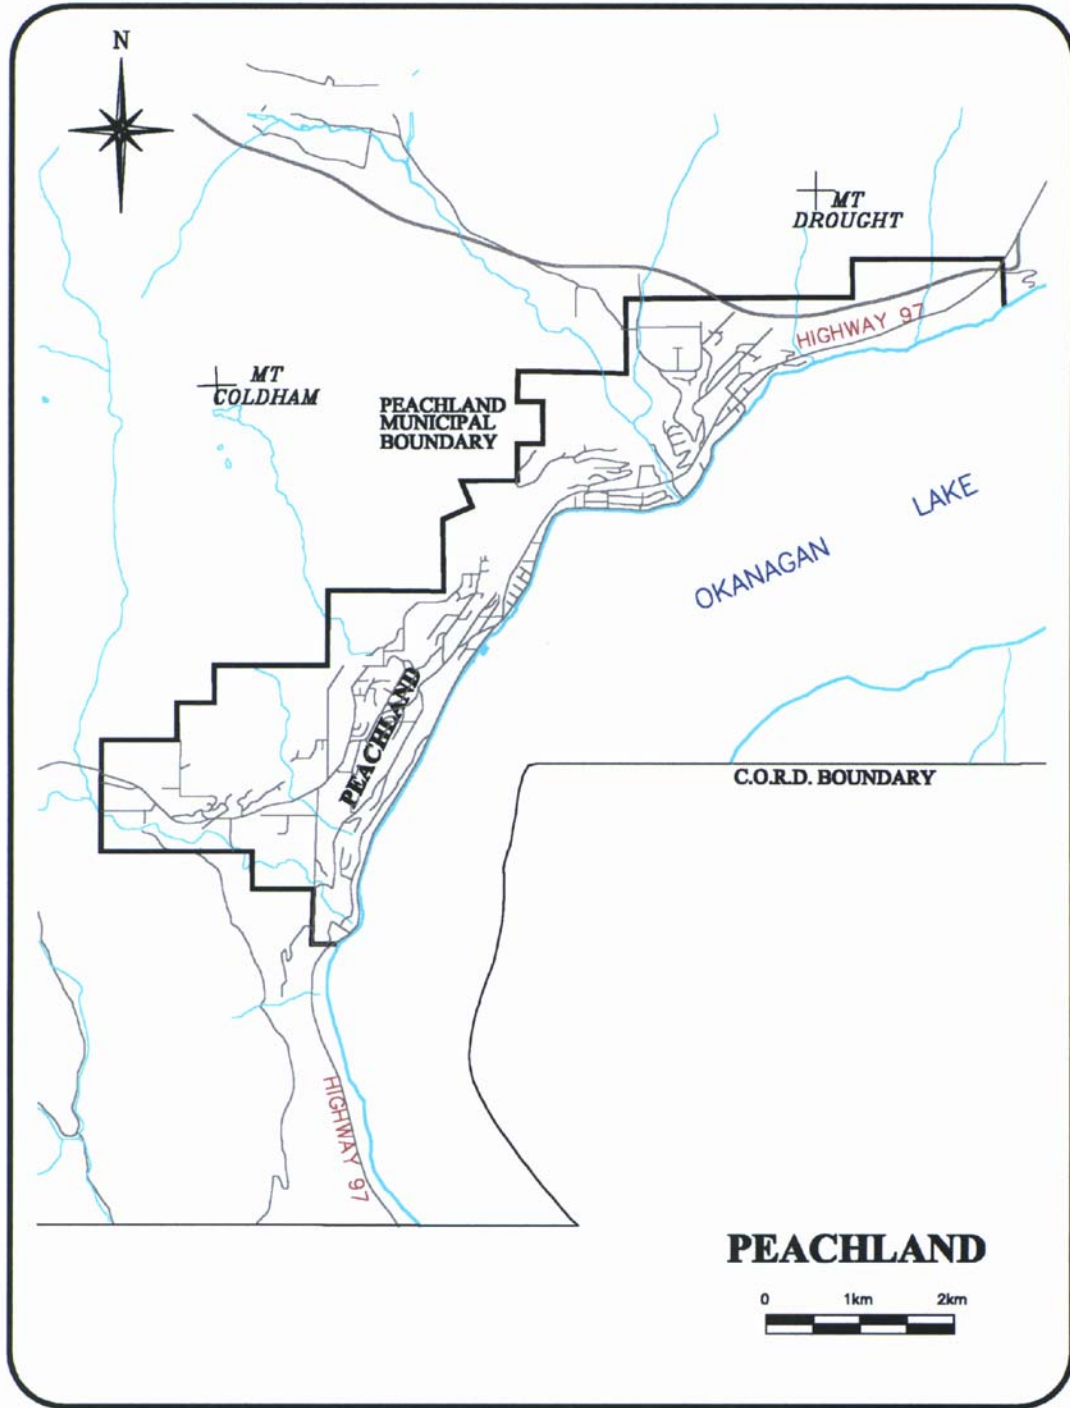 N
MT
DROUGHT
HIGHWAY 97
MT
COLDHAM
PEACHLAND
MUNICIPAL
BOUNDARY
LAKE
OKANAGAN
PEACHLAND
C.O.R.D. BOUNDARY
HIGHWAY 97
PEACHLAND
0 1km 2km